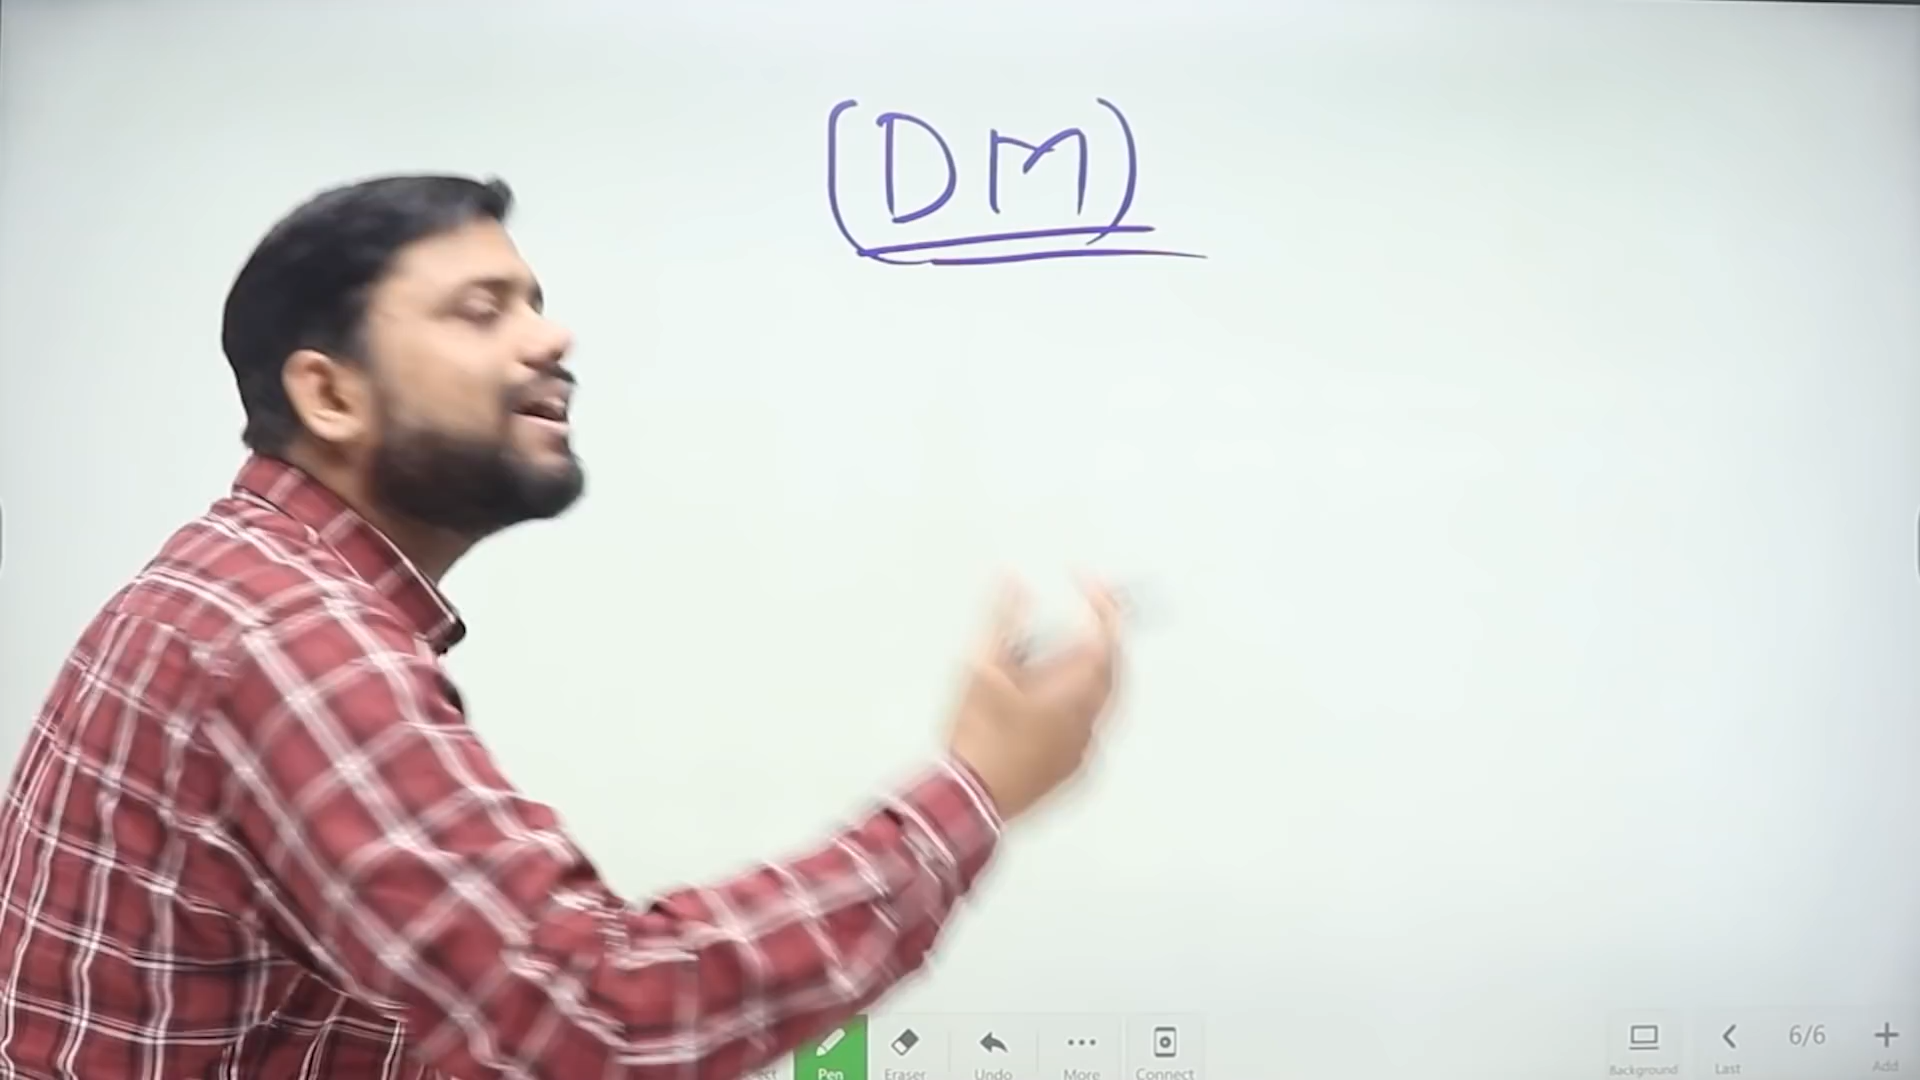 (DM)
Pen
Eraser
Undo
More
Connect
Background
Last
6/6
Add